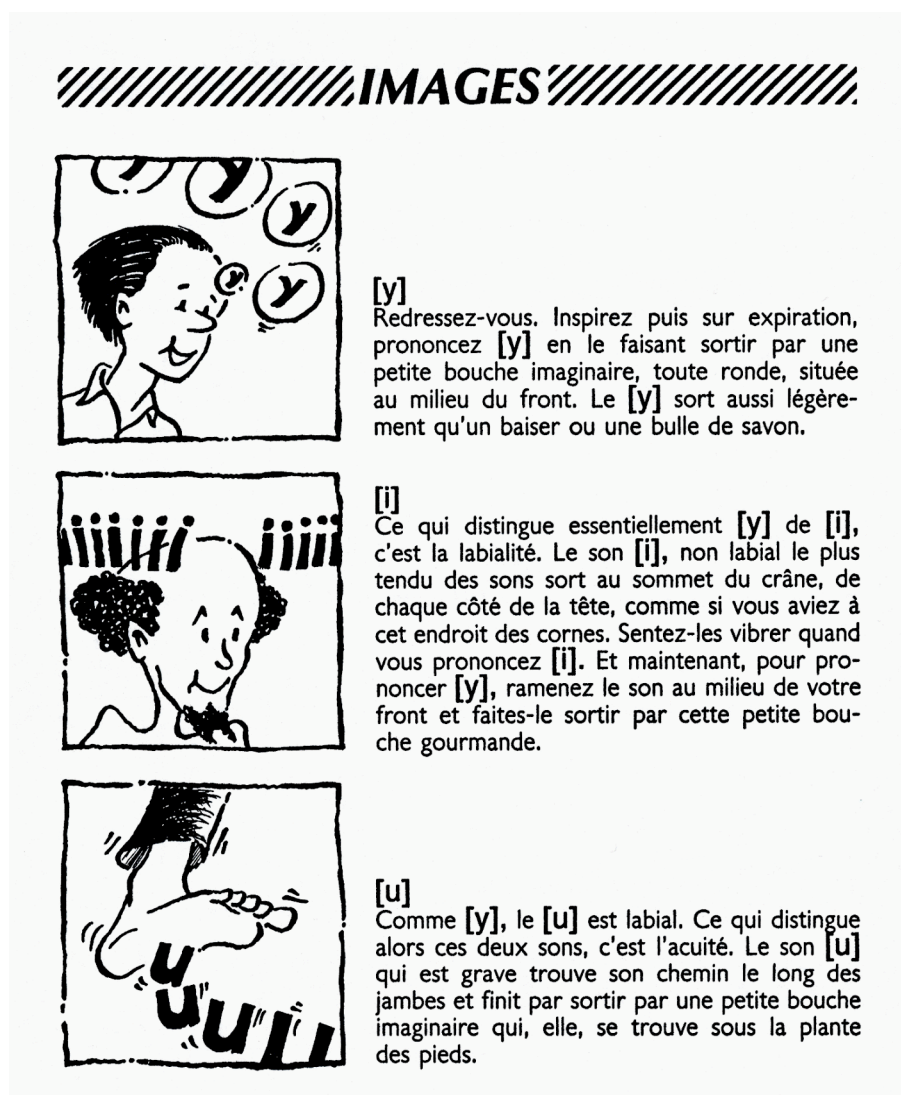 IMAGES
y y y
y y
[y]
Redressez-vous. Inspirez puis sur expiration,
prononcez [y] en le faisant sortir par une
petite bouche imaginaire, toute ronde, située
au milieu du front. Le [y] sort aussi légère-
ment qu'un baiser ou une bulle de savon.
iiiiiii iiiii
[i]
Ce qui distingue essentiellement [y] de [i],
c'est la labialité. Le son [i], non labial le plus
tendu des sons sort au sommet du crâne, de
chaque côté de la tête, comme si vous aviez à
cet endroit des cornes. Sentez-les vibrer quand
vous prononcez [i]. Et maintenant, pour pro-
noncer [y], ramenez le son au milieu de votre
front et faites-le sortir par cette petite bou-
che gourmande.
[u]
Comme [y], le [u] est labial. Ce qui distingue
alors ces deux sons, c'est l'acuité. Le son [u]
qui est grave trouve son chemin le long des
jambes et finit par sortir par une petite bouche
imaginaire qui, elle, se trouve sous la plante
des pieds.
u
u u u